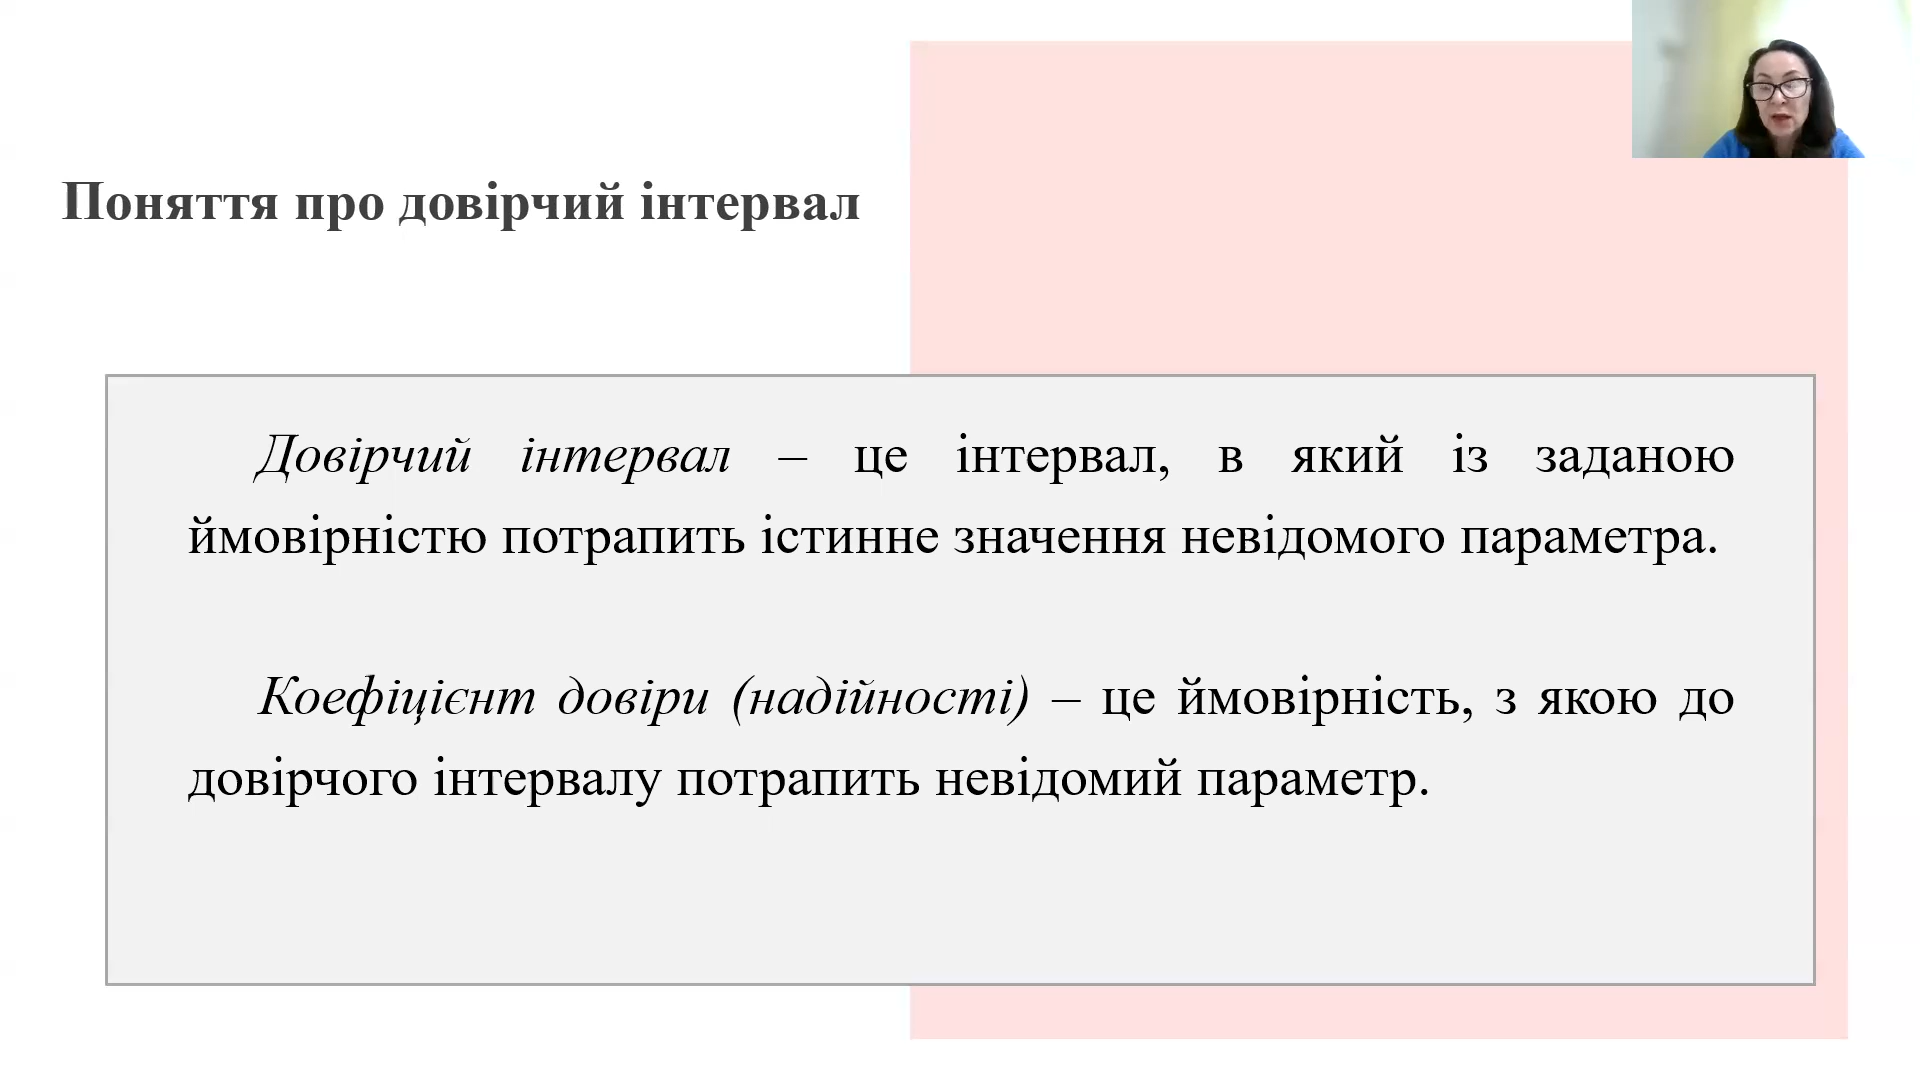 Поняття про довірчий інтервал
Довірчий інтервал – це інтервал, в який із заданою
ймовірністю потрапить істинне значення невідомого параметра.
Коефіцієнт довіри (надійності) – це ймовірність, з якою до
довірчого інтервалу потрапить невідомий параметр.